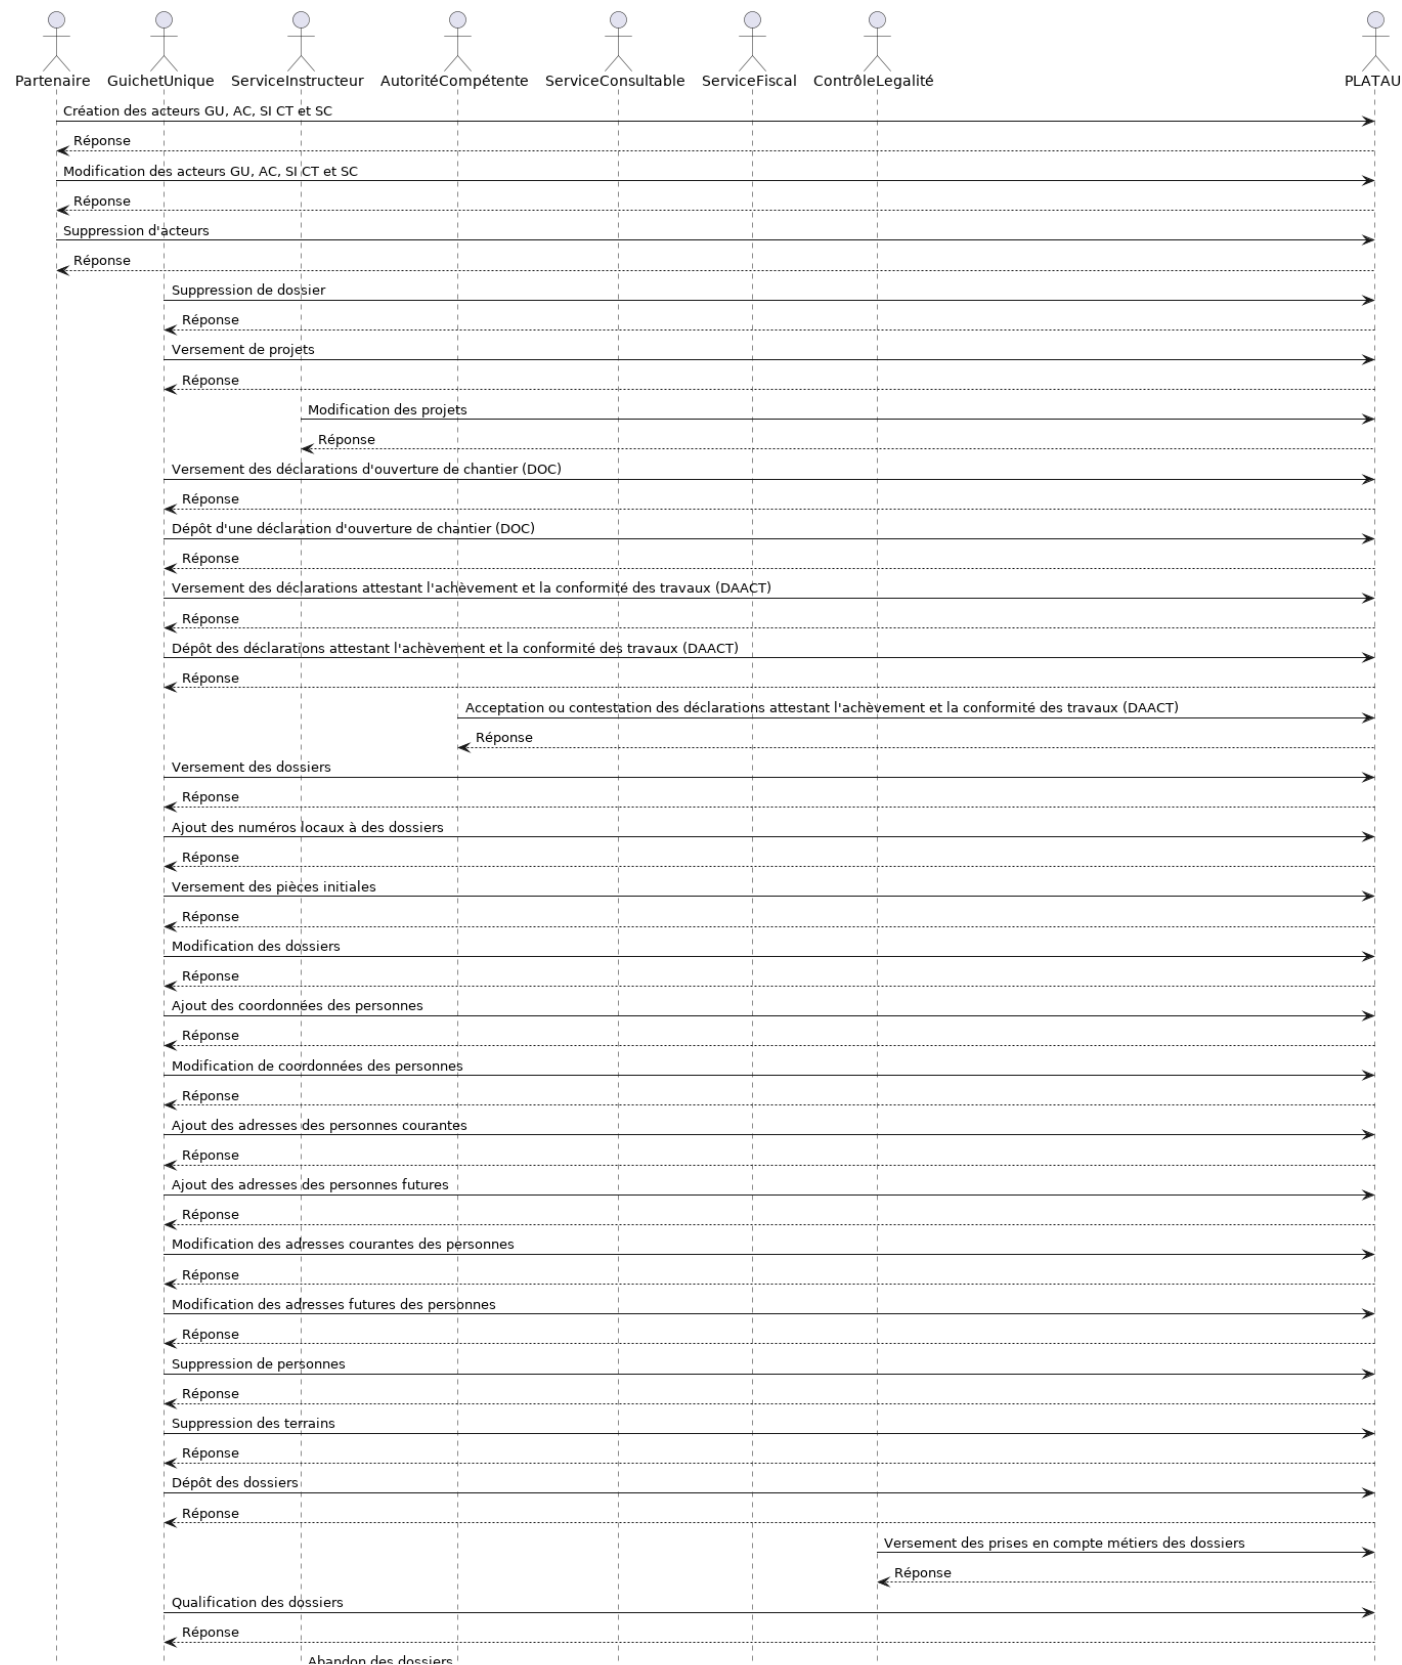 Partenaire GuichetUnique ServiceInstructeur AutoritéCompétente ServiceConsultable ServiceFiscal ContrôleLegalité PLATAU
Création des acteurs GU, AC, SI CT et SC
Réponse
Modification des acteurs GU, AC, SI CT et SC
Réponse
Suppression d'acteurs
Réponse
Suppression de dossier
Réponse
Versement de projets
Réponse
Modification des projets
Réponse
Versement des déclarations d'ouverture de chantier (DOC)
Réponse
Dépôt d'une déclaration d'ouverture de chantier (DOC)
Réponse
Versement des déclarations attestant l'achèvement et la conformité des travaux (DAACT)
Réponse
Dépôt des déclarations attestant l'achèvement et la conformité des travaux (DAACT)
Réponse
Acceptation ou contestation des déclarations attestant l'achèvement et la conformité des travaux (DAACT)
Réponse
Versement des dossiers
Réponse
Ajout des numéros locaux à des dossiers
Réponse
Versement des pièces initiales
Réponse
Modification des dossiers
Réponse
Ajout des coordonnées des personnes
Réponse
Modification de coordonnées des personnes
Réponse
Ajout des adresses des personnes courantes
Réponse
Ajout des adresses des personnes futures
Réponse
Modification des adresses courantes des personnes
Réponse
Modification des adresses futures des personnes
Réponse
Suppression de personnes
Réponse
Suppression des terrains
Réponse
Dépôt des dossiers
Réponse
Versement des prises en compte métiers des dossiers
Réponse
Qualification des dossiers
Réponse
Abandon des dossiers